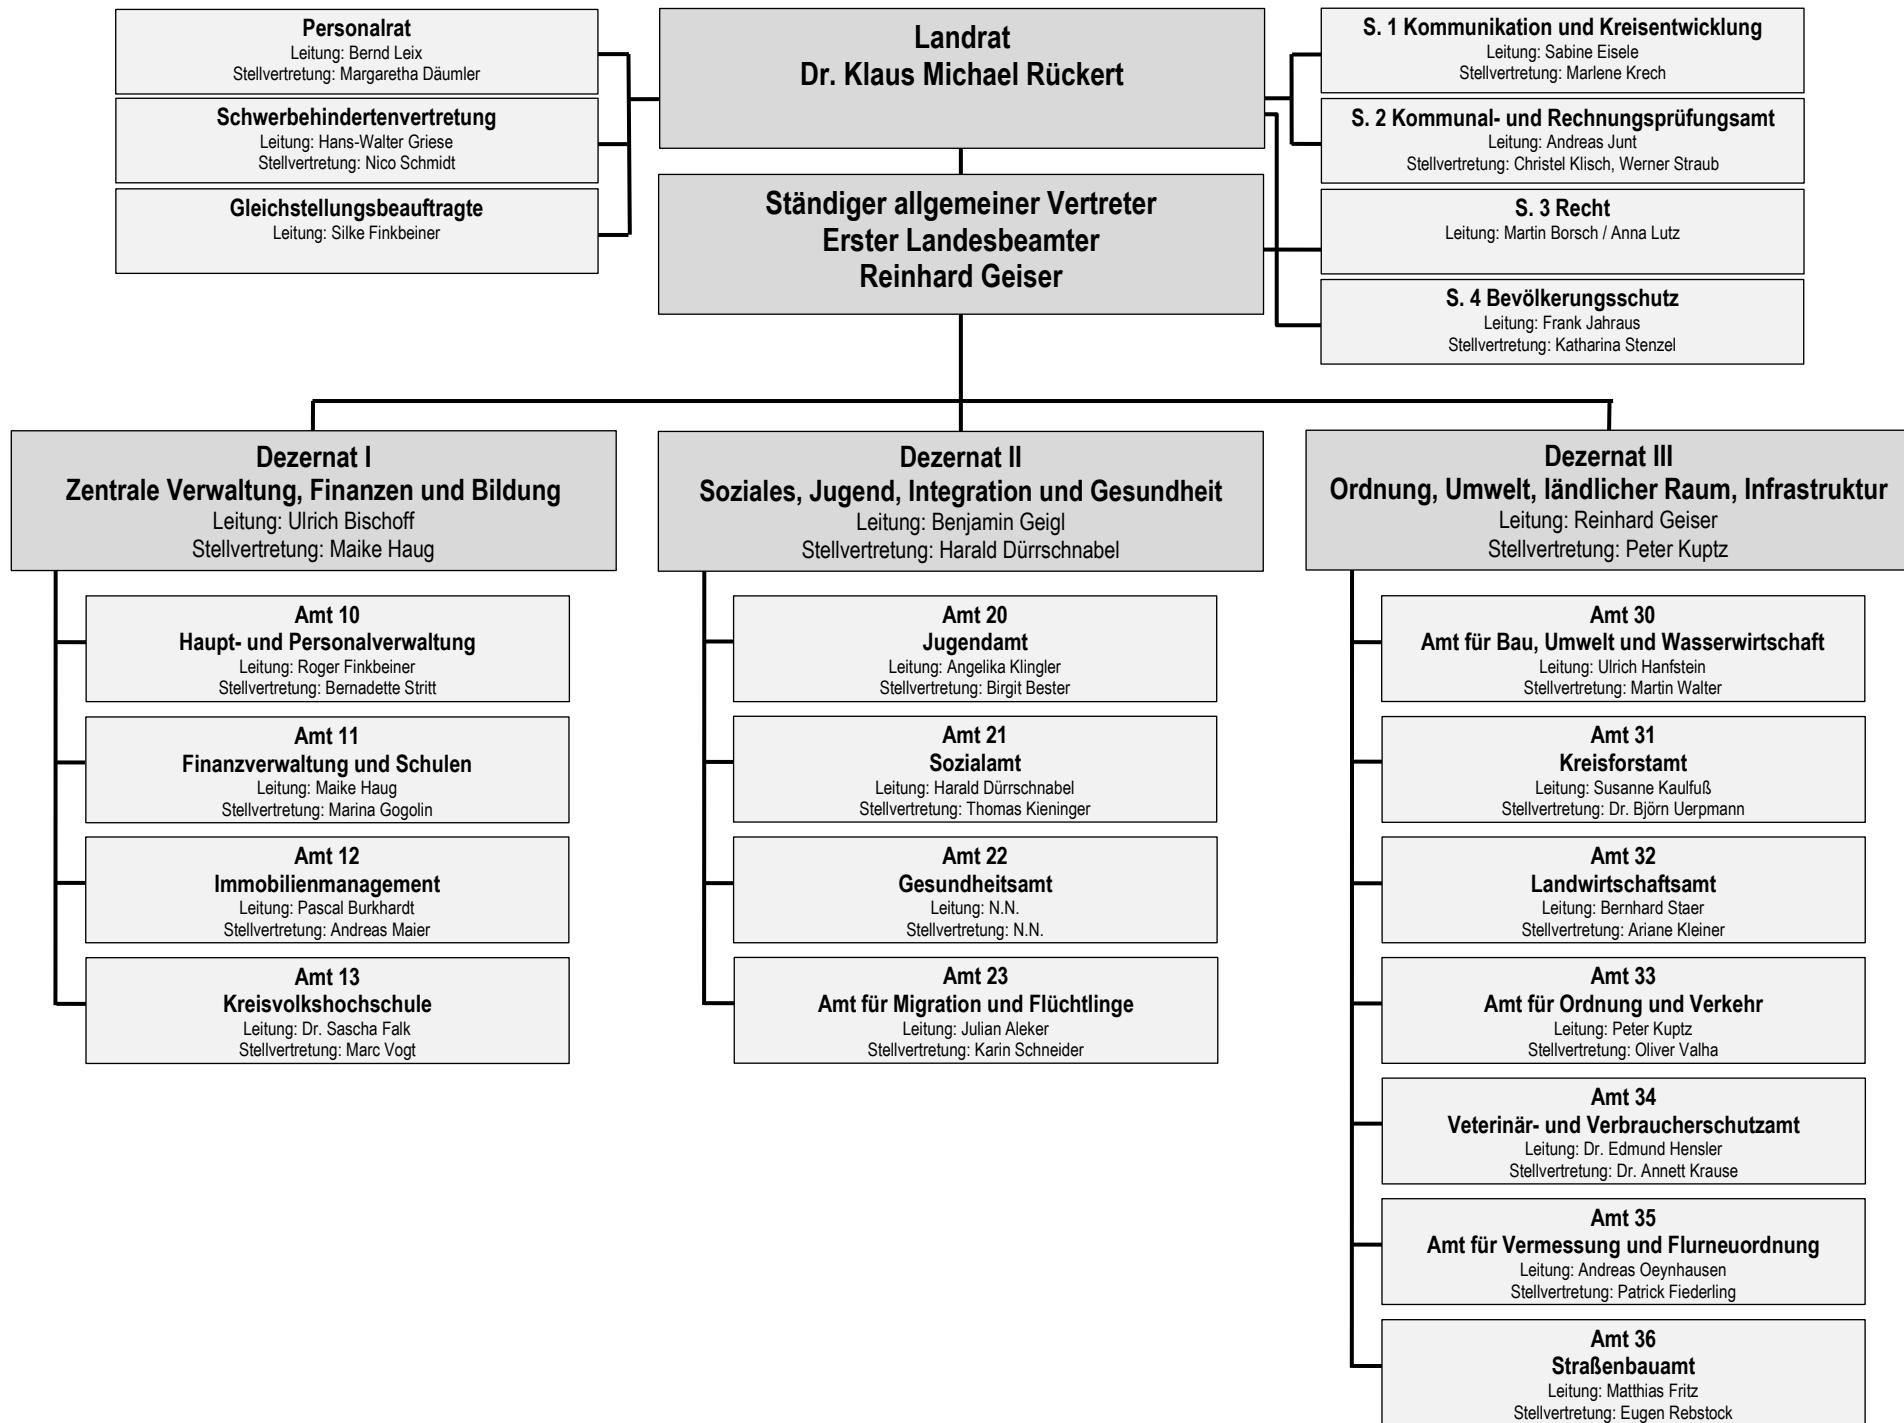 Personalrat
Leitung: Bernd Leix
Stellvertretung: Margaretha Däumler
Schwerbehindertenvertretung
Leitung: Hans-Walter Griese
Stellvertretung: Nico Schmidt
Gleichstellungsbeauftragte
Leitung: Silke Finkbeiner
Landrat
Dr. Klaus Michael Rückert
Ständiger allgemeiner Vertreter
Erster Landesbeamter
Reinhard Geiser
S. 1 Kommunikation und Kreisentwicklung
Leitung: Sabine Eisele
Stellvertretung: Marlene Krech
S. 2 Kommunal- und Rechnungsprüfungsamt
Leitung: Andreas Junt
Stellvertretung: Christel Klisch, Werner Straub
S. 3 Recht
Leitung: Martin Borsch / Anna Lutz
S. 4 Bevölkerungsschutz
Leitung: Frank Jahraus
Stellvertretung: Katharina Stenzel
Dezernat I
Zentrale Verwaltung, Finanzen und Bildung
Leitung: Ulrich Bischoff
Stellvertretung: Maike Haug
Amt 10
Haupt- und Personalverwaltung
Leitung: Roger Finkbeiner
Stellvertretung: Bernadette Stritt
Amt 11
Finanzverwaltung und Schulen
Leitung: Maike Haug
Stellvertretung: Marina Gogolin
Amt 12
Immobilienmanagement
Leitung: Pascal Burkhardt
Stellvertretung: Andreas Maier
Amt 13
Kreisvolkshochschule
Leitung: Dr. Sascha Falk
Stellvertretung: Marc Vogt
Dezernat II
Soziales, Jugend, Integration und Gesundheit
Leitung: Benjamin Geigl
Stellvertretung: Harald Dürrschnabel
Amt 20
Jugendamt
Leitung: Angelika Klingler
Stellvertretung: Birgit Bester
Amt 21
Sozialamt
Leitung: Harald Dürrschnabel
Stellvertretung: Thomas Kieninger
Amt 22
Gesundheitsamt
Leitung: N.N.
Stellvertretung: N.N.
Amt 23
Amt für Migration und Flüchtlinge
Leitung: Julian Aleker
Stellvertretung: Karin Schneider
Dezernat III
Ordnung, Umwelt, ländlicher Raum, Infrastruktur
Leitung: Reinhard Geiser
Stellvertretung: Peter Kuptz
Amt 30
Amt für Bau, Umwelt und Wasserwirtschaft
Leitung: Ulrich Hanfstein
Stellvertretung: Martin Walter
Amt 31
Kreisforstamt
Leitung: Susanne Kaulfuß
Stellvertretung: Dr. Björn Uerpmann
Amt 32
Landwirtschaftsamt
Leitung: Bernhard Staer
Stellvertretung: Ariane Kleiner
Amt 33
Amt für Ordnung und Verkehr
Leitung: Peter Kuptz
Stellvertretung: Oliver Valha
Amt 34
Veterinär- und Verbraucherschutzamt
Leitung: Dr. Edmund Hensler
Stellvertretung: Dr. Annett Krause
Amt 35
Amt für Vermessung und Flurneuordnung
Leitung: Andreas Oeynhausen
Stellvertretung: Patrick Fiederling
Amt 36
Straßenbauamt
Leitung: Matthias Fritz
Stellvertretung: Eugen Rebstock